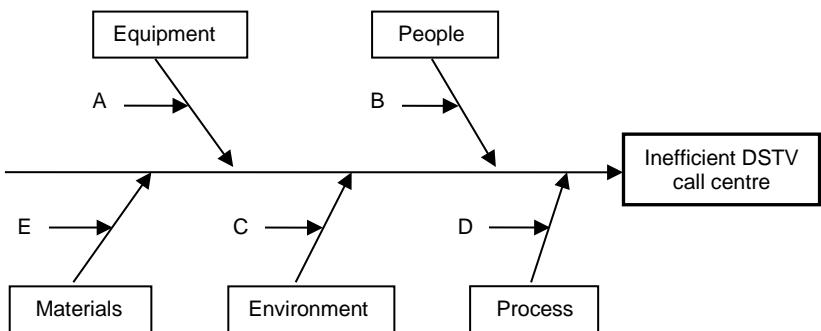 Equipment
People
A
B
Inefficient DSTV
call centre
E
C
D
Materials
Environment
Process